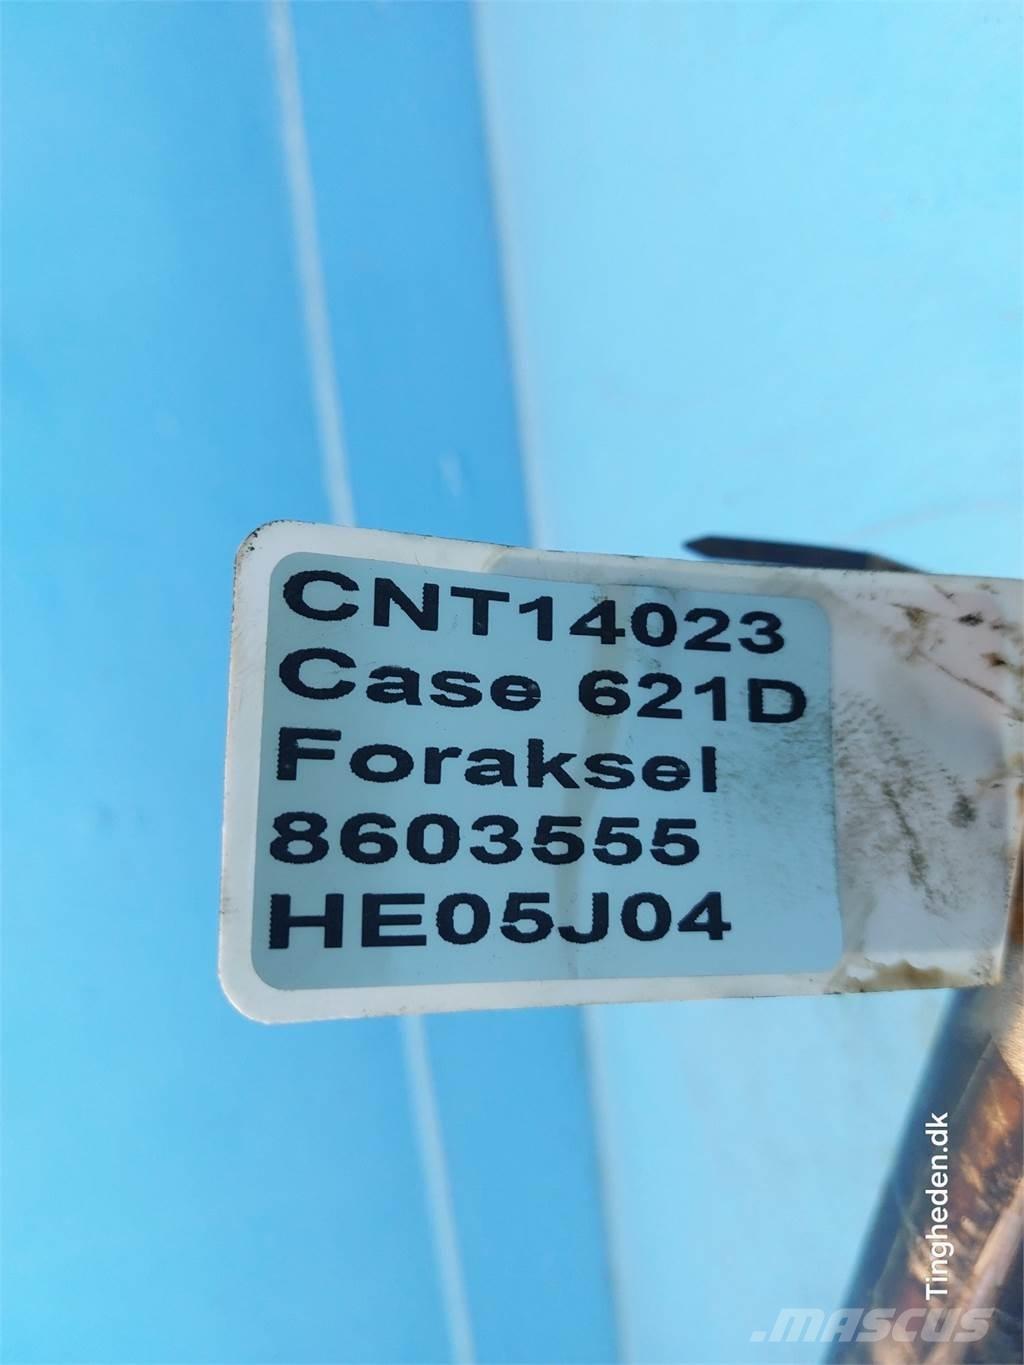 CNT14023
Case 621D
Foraksel
8603555
HE05J04
Tingheden.dk
.MASCUS